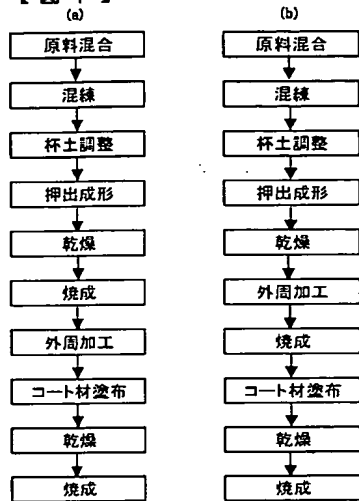 (a)
原料混合
混練
杯土調整
押出成形
乾燥
焼成
外周加工
コート材塗布
乾燥
焼成
(b)
原料混合
混練
杯土調整
押出成形
乾燥
外周加工
焼成
コート材塗布
乾燥
焼成